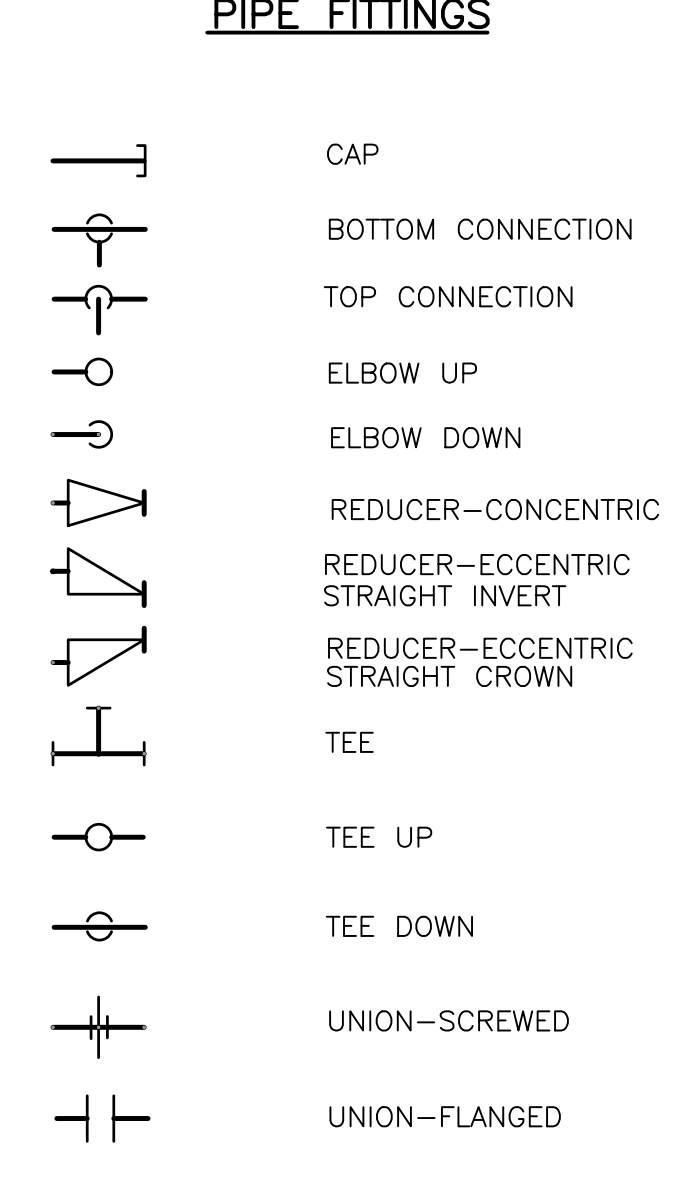 PIPE FITTINGS
CAP
BOTTOM CONNECTION
TOP CONNECTION
ELBOW UP
ELBOW DOWN
REDUCER–CONCENTRIC
REDUCER–ECCENTRIC
STRAIGHT INVERT
REDUCER–ECCENTRIC
STRAIGHT CROWN
TEE
TEE UP
TEE DOWN
UNION–SCREWED
UNION–FLANGED